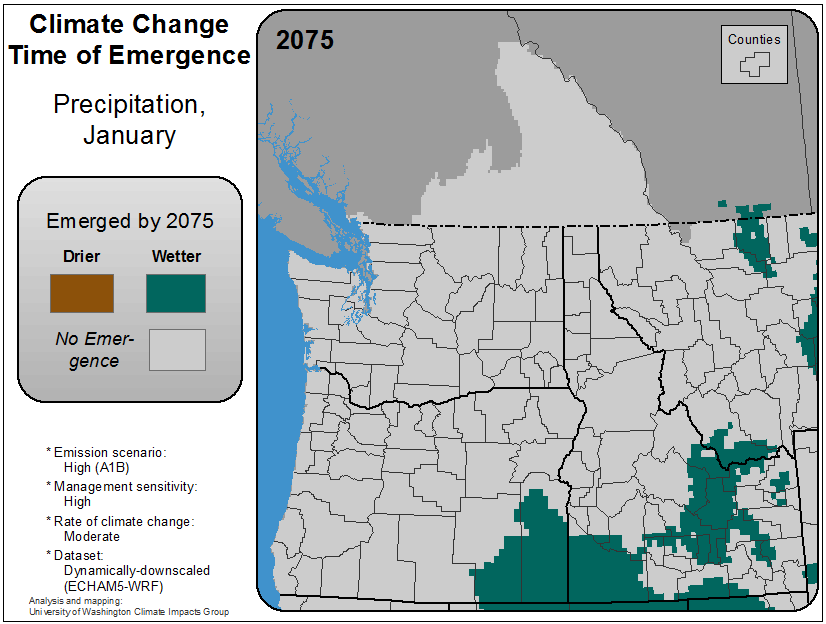 Climate Change
Time of Emergence
Precipitation,
January
Emerged by 2075
Drier
Wetter
No Emer-
gence
* Emission scenario:
High (A1B)
* Management sensitivity:
High
* Rate of climate change:
Moderate
* Dataset:
Dynamically-downscaled
(ECHAM5-WRF)
Analysis and mapping:
University of Washington Climate Impacts Group
2075
Counties